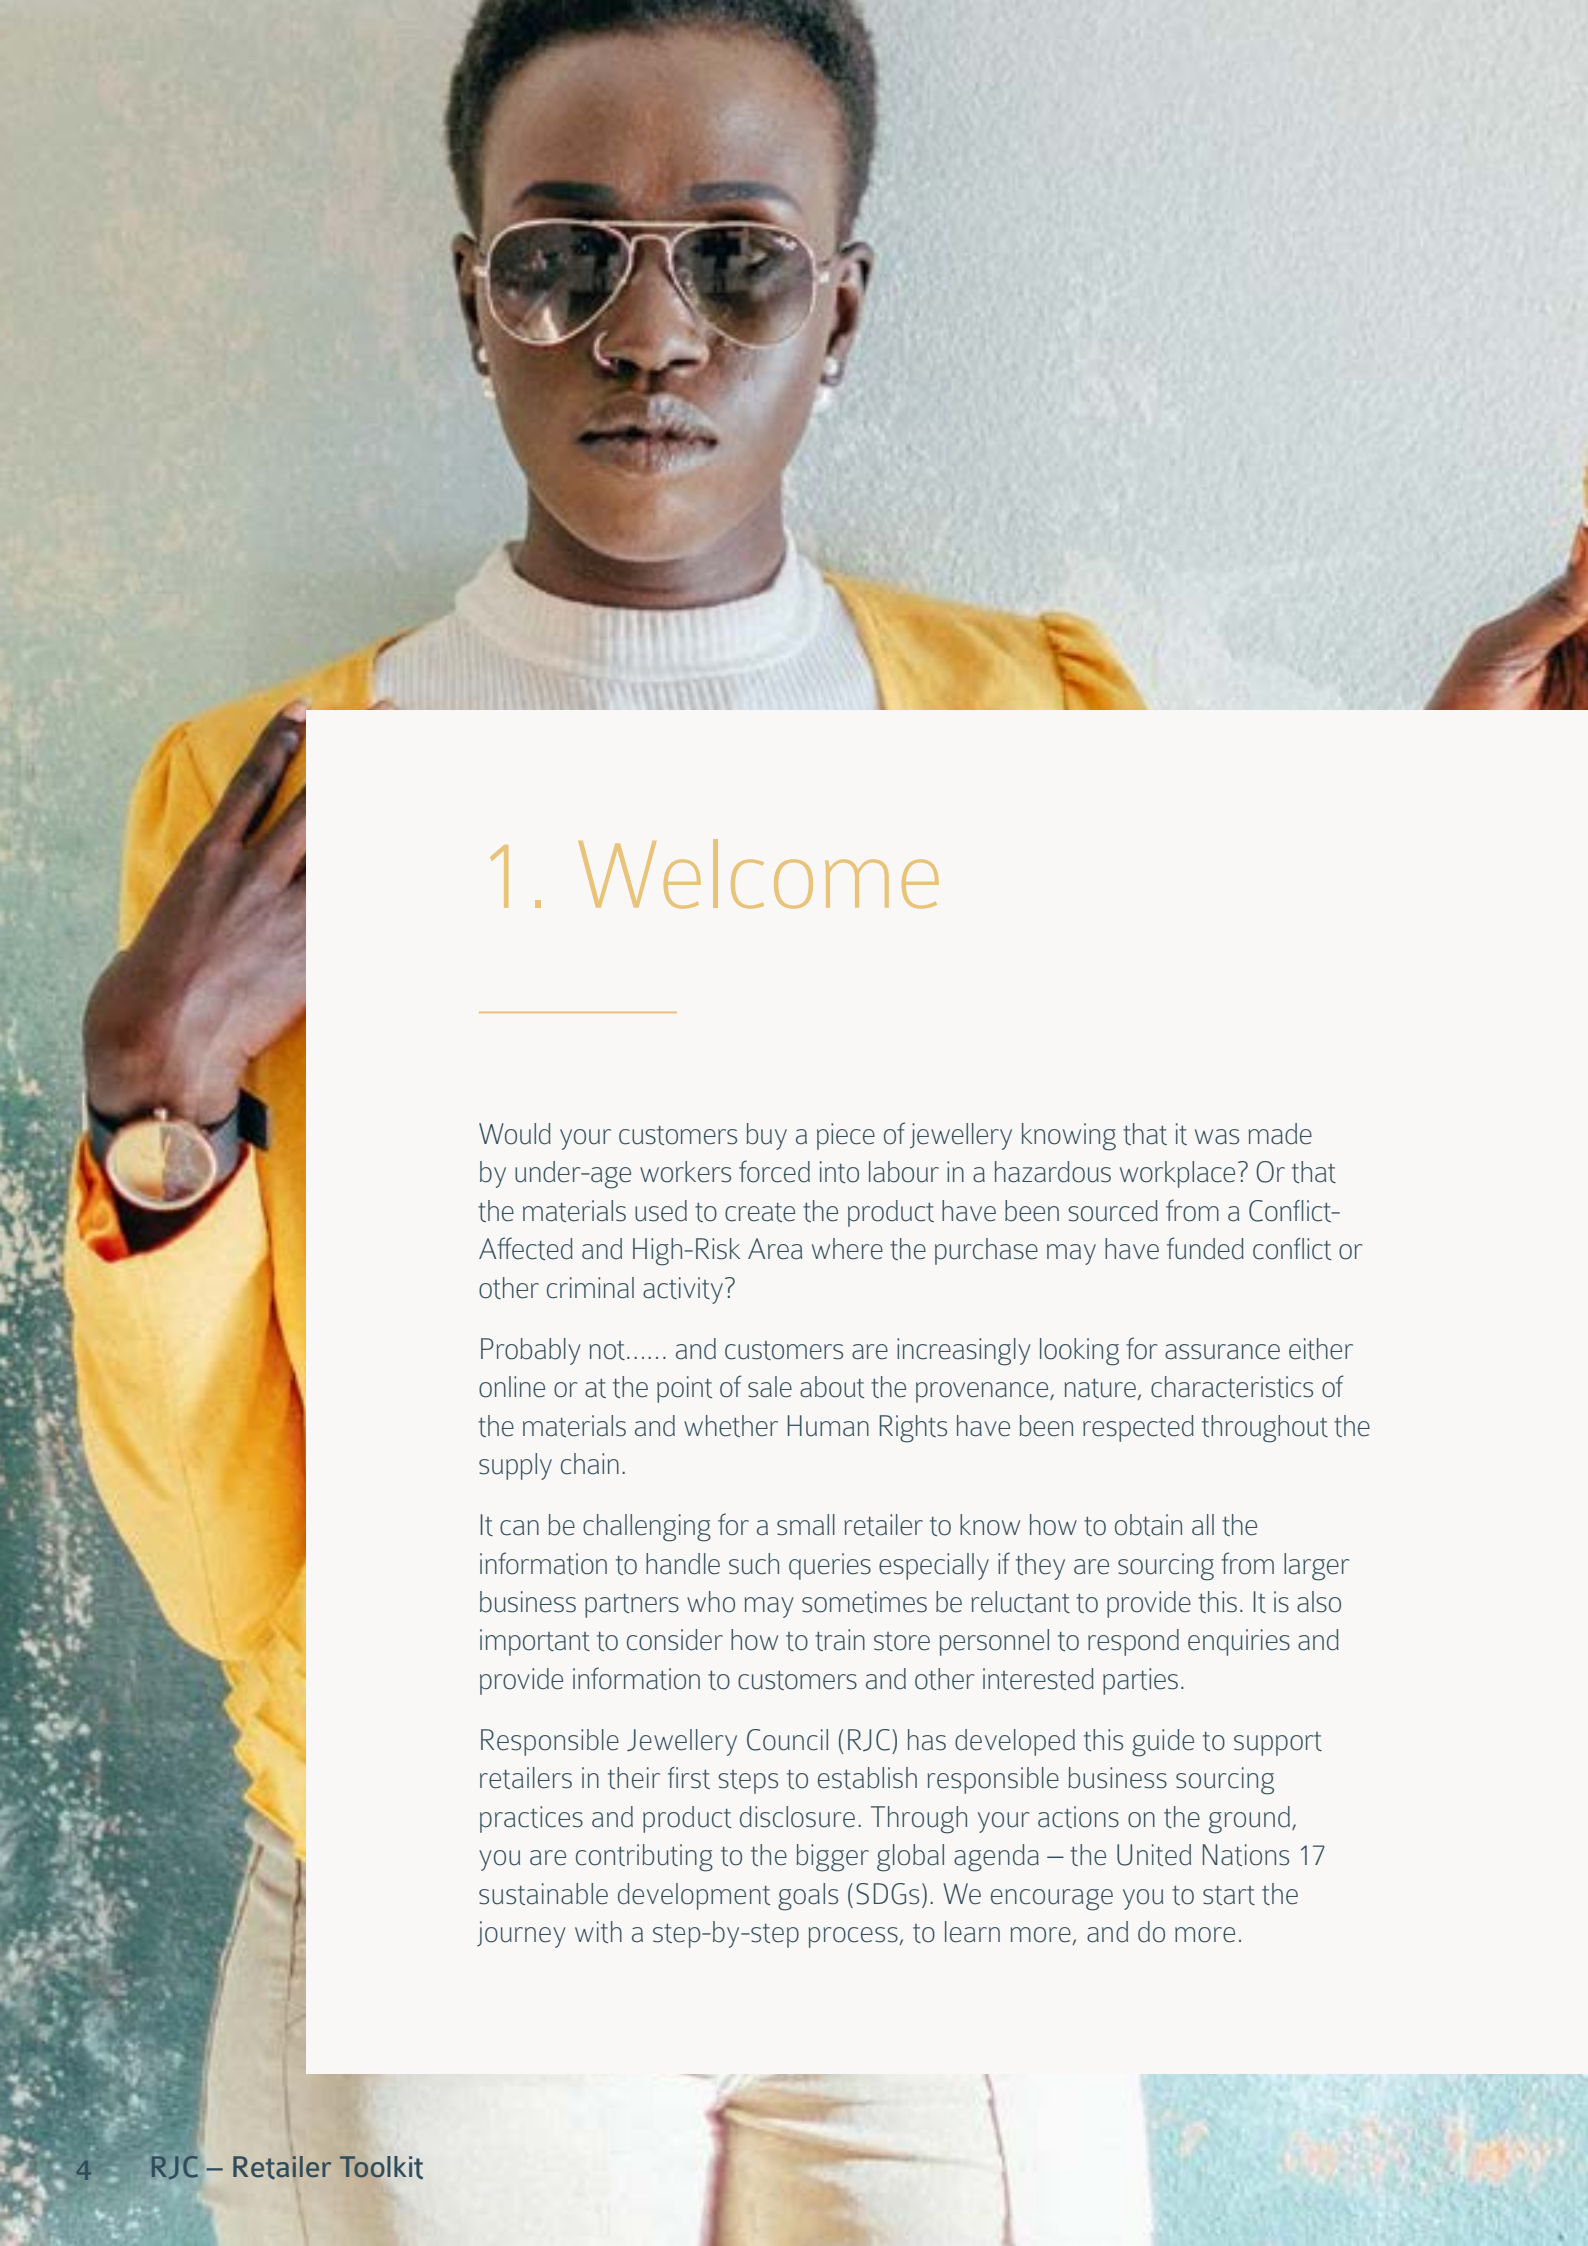 1. Welcome
Would your customers buy a piece of jewellery knowing that it was made
by under-age workers forced into labour in a hazardous workplace? Or that
the materials used to create the product have been sourced from a Conflict-
Affected and High-Risk Area where the purchase may have funded conflict or
other criminal activity?
Probably not…… and customers are increasingly looking for assurance either
online or at the point of sale about the provenance, nature, characteristics of
the materials and whether Human Rights have been respected throughout the
supply chain.
It can be challenging for a small retailer to know how to obtain all the
information to handle such queries especially if they are sourcing from larger
business partners who may sometimes be reluctant to provide this. It is also
important to consider how to train store personnel to respond enquiries and
provide information to customers and other interested parties.
Responsible Jewellery Council (RJC) has developed this guide to support
retailers in their first steps to establish responsible business sourcing
practices and product disclosure. Through your actions on the ground,
you are contributing to the bigger global agenda – the United Nations 17
sustainable development goals (SDGs). We encourage you to start the
journey with a step-by-step process, to learn more, and do more.
4 RJC – Retailer Toolkit